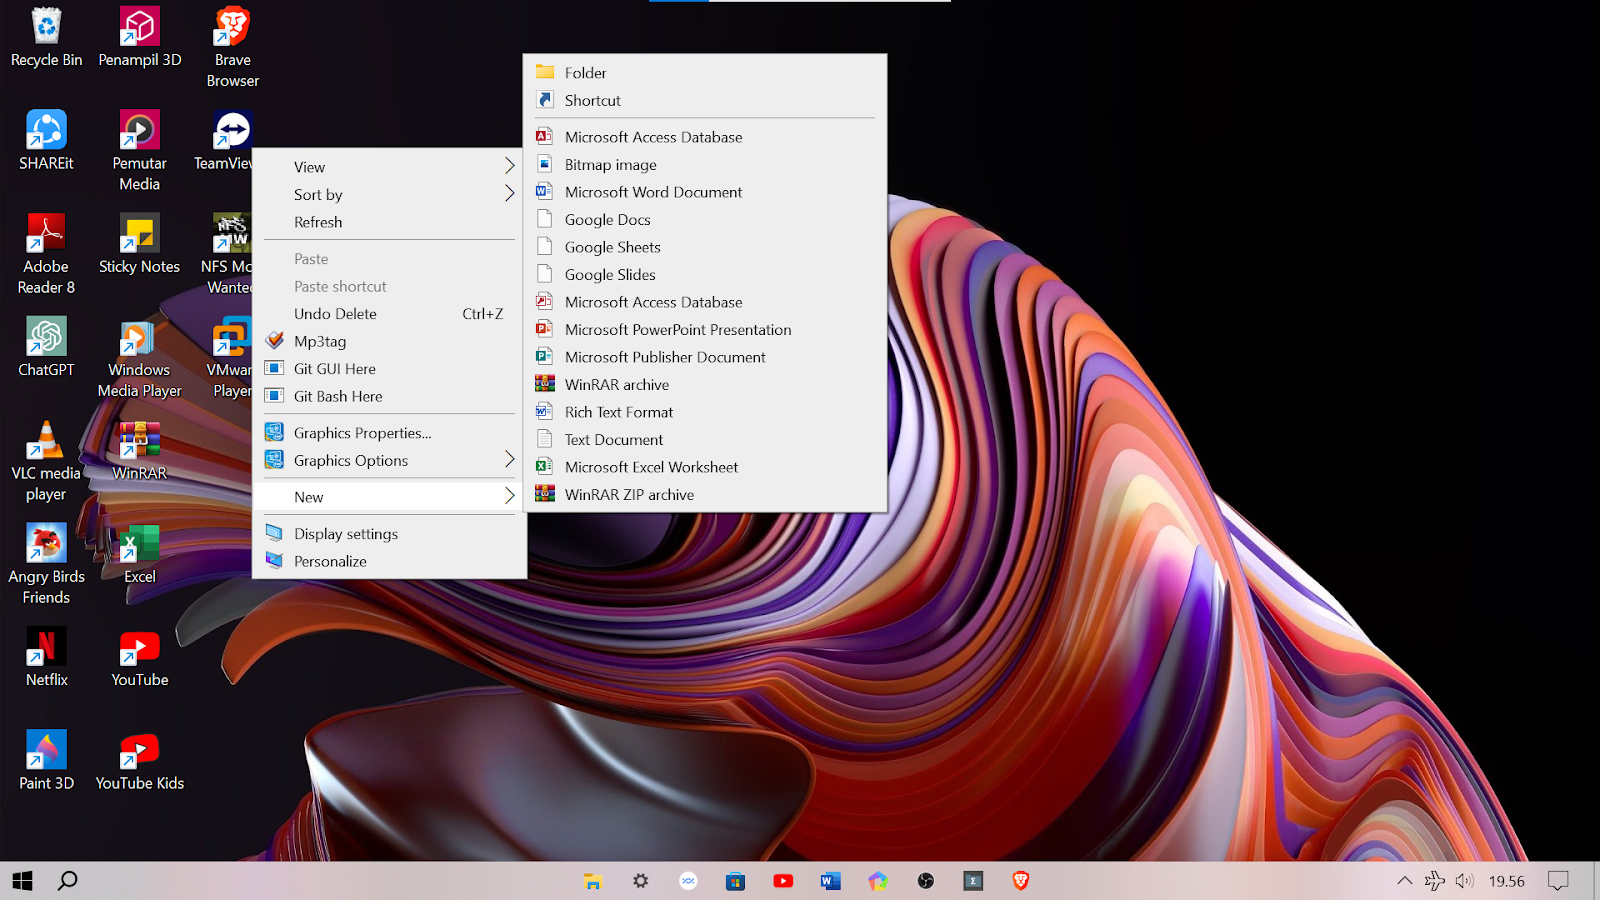 Recycle Bin
Penampil 3D
Brave
Browser
SHAREit
Pemutar
Media
Adobe
Reader 8
Sticky Notes
NFS
ChatGPT
Windows
Media Player
Player
VLC media
player
WinRAR
Angry Birds
Friends
Excel
Netflix
YouTube
Paint 3D
YouTube Kids
View
Sort by
Refresh
Paste
Paste shortcut
Undo Delete Ctrl+Z
Mp3tag
Git GUI Here
Git Bash Here
Graphics Properties...
Graphics Options
New
Display settings
Personalize
Folder
Shortcut
Microsoft Access Database
Bitmap image
Microsoft Word Document
Google Docs
Google Sheets
Google Slides
Microsoft Access Database
Microsoft PowerPoint Presentation
Microsoft Publisher Document
WinRAR archive
Rich Text Format
Text Document
Microsoft Excel Worksheet
WinRAR ZIP archive
19.56